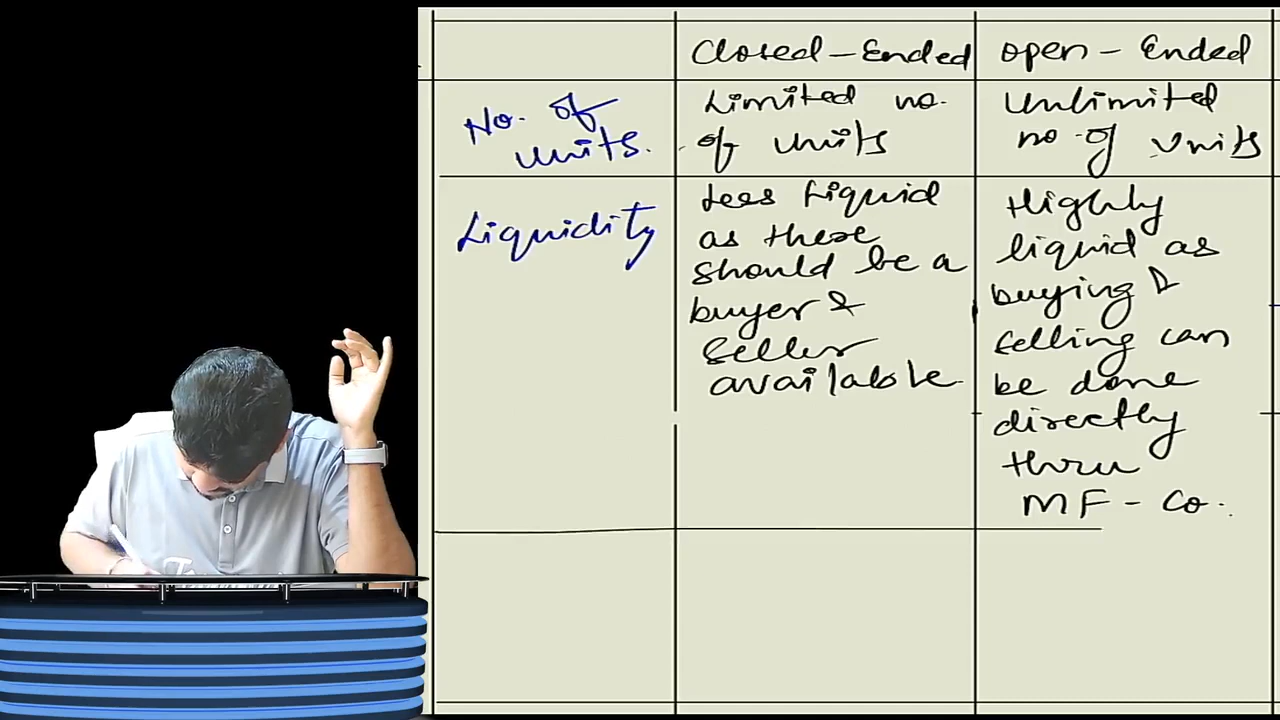 Closed-Ended
open-Ended
No. of
units.
Limited no.
of units
Unlimited
no. of Units
Liquidity
Less Liquid
as there
should be a
buyer &
seller
available.
Highly
liquid as
buying &
selling can
be done
directly
thru
MF-Co.